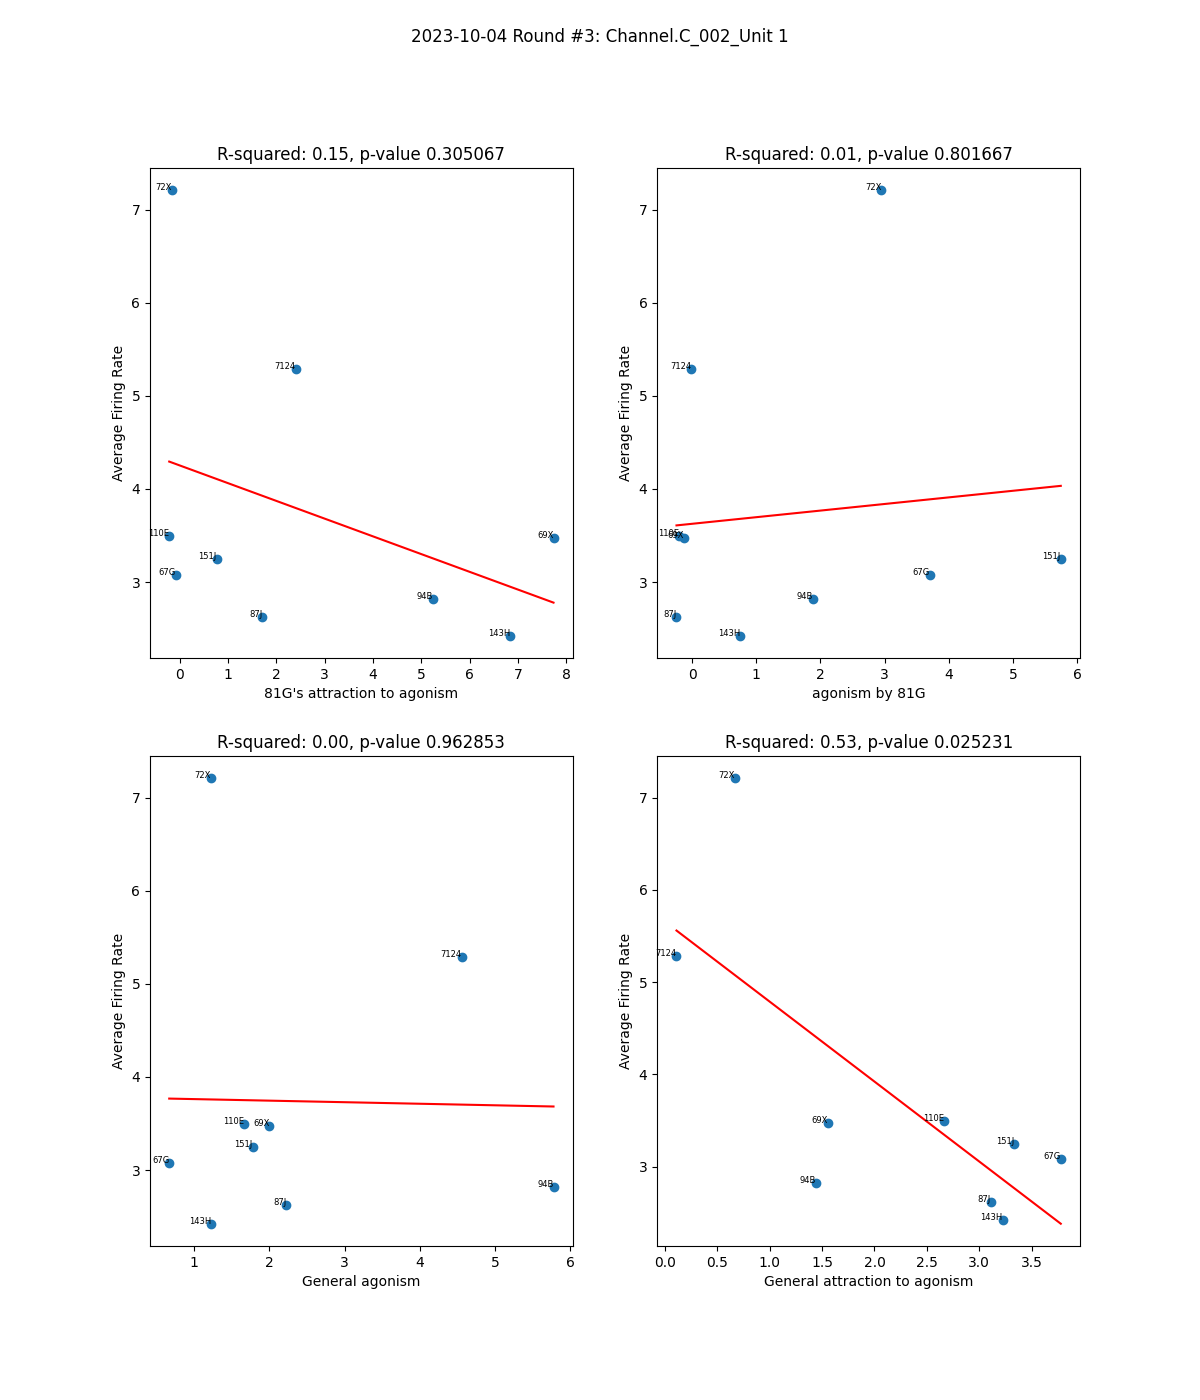 2023-10-04 Round #3: Channel.C_002_Unit 1
R-squared: 0.15, p-value 0.305067
7
6
5
4
3
Average Firing Rate
72X
7124
110E
69X
151J
67G
94B
87J
143H
0 1 2 3 4 5 6 7 8
81G's attraction to agonism
R-squared: 0.01, p-value 0.801667
7
6
5
4
3
Average Firing Rate
72X
7124
110E
69X
151J
67G
94B
87J
143H
0 1 2 3 4 5 6
agonism by 81G
R-squared: 0.00, p-value 0.962853
7
6
5
4
3
Average Firing Rate
72X
7124
110E
69X
151J
67G
94B
87J
143H
1 2 3 4 5 6
General agonism
R-squared: 0.53, p-value 0.025231
7
6
5
4
3
Average Firing Rate
72X
7124
69X
110E
151J
67G
94B
87J
143H
0.0 0.5 1.0 1.5 2.0 2.5 3.0 3.5
General attraction to agonism